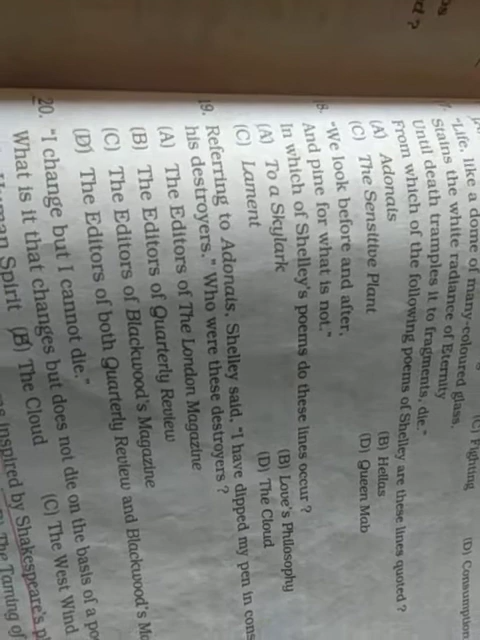 (C) Fighting (D) Consumption
"Life, like a dome of many-coloured glass,
Stains the white radiance of Eternity
Until death tramples it to fragments, die."
From which of the following poems of Shelley are these lines quoted ?
(A) Adonais (B) Hellas
(C) The Sensitive Plant (D) Queen Mab
"We look before and after,
And pine for what is not."
In which of Shelley's poems do these lines occur ?
(A) To a Skylark (B) Love's Philosophy
(C) Lament (D) The Cloud
19. Referring to Adonais, Shelley said, "I have dipped my pen in
his destroyers." Who were these destroyers ?
(A) The Editors of The London Magazine
(B) The Editors of Quarterly Review
(C) The Editors of Blackwood's Magazine
(D) The Editors of both Quarterly Review and Blackwood's
20. "I change but I cannot die."
What is it that changes but does not die on the basis of a
Spirit (B) The Cloud (C) The West Wind
inspired by Shakespeare's
The Taming of